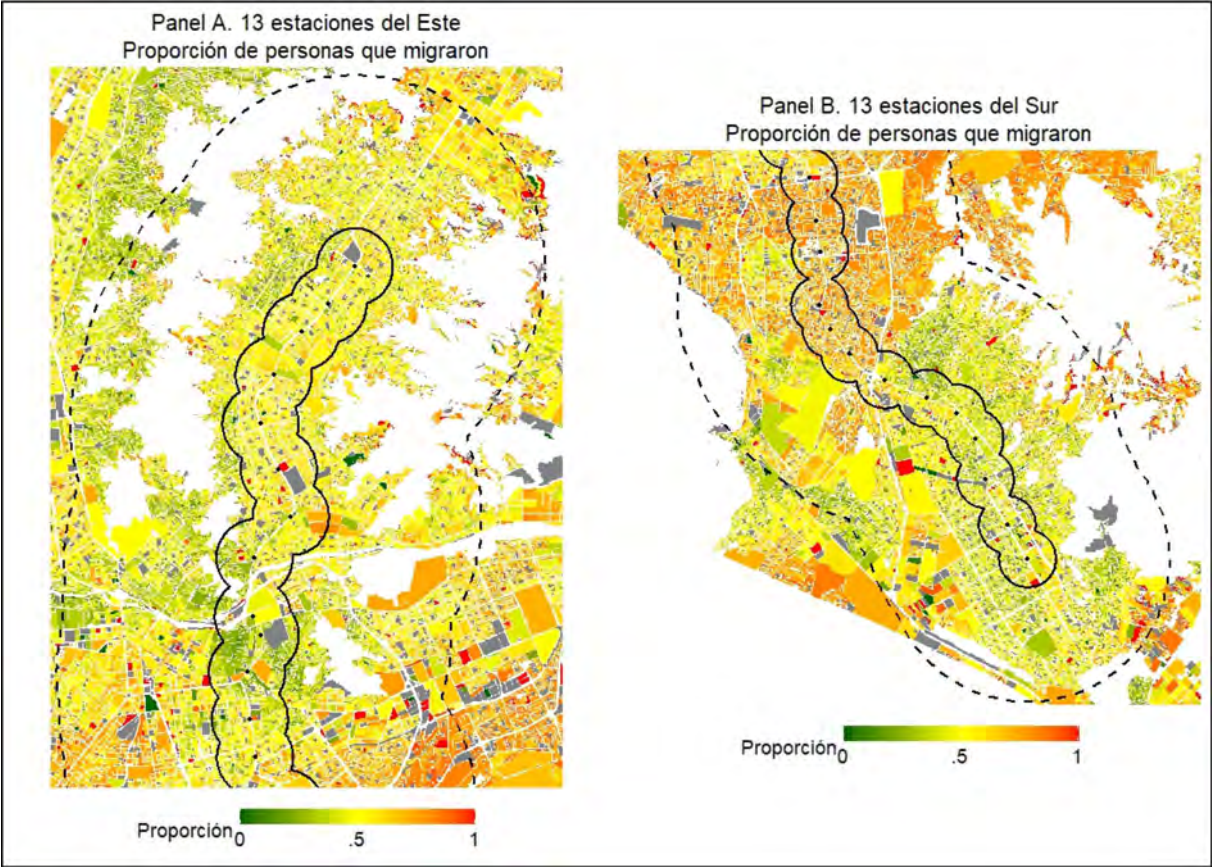 Panel A. 13 estaciones del Este
Proporción de personas que migraron
Panel B. 13 estaciones del Sur
Proporción de personas que migraron
Proporción 0 .5 1
Proporción 0 .5 1